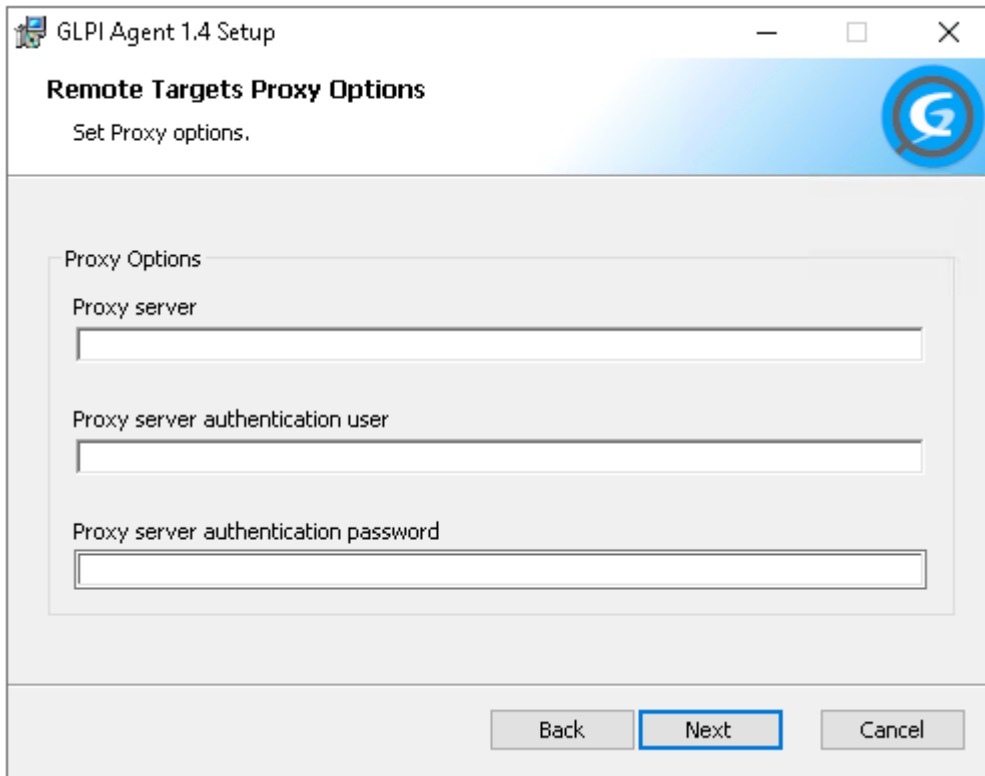 GLPI Agent 1.4 Setup
Remote Targets Proxy Options
Set Proxy options.
Proxy Options
Proxy server
Proxy server authentication user
Proxy server authentication password
Back Next Cancel